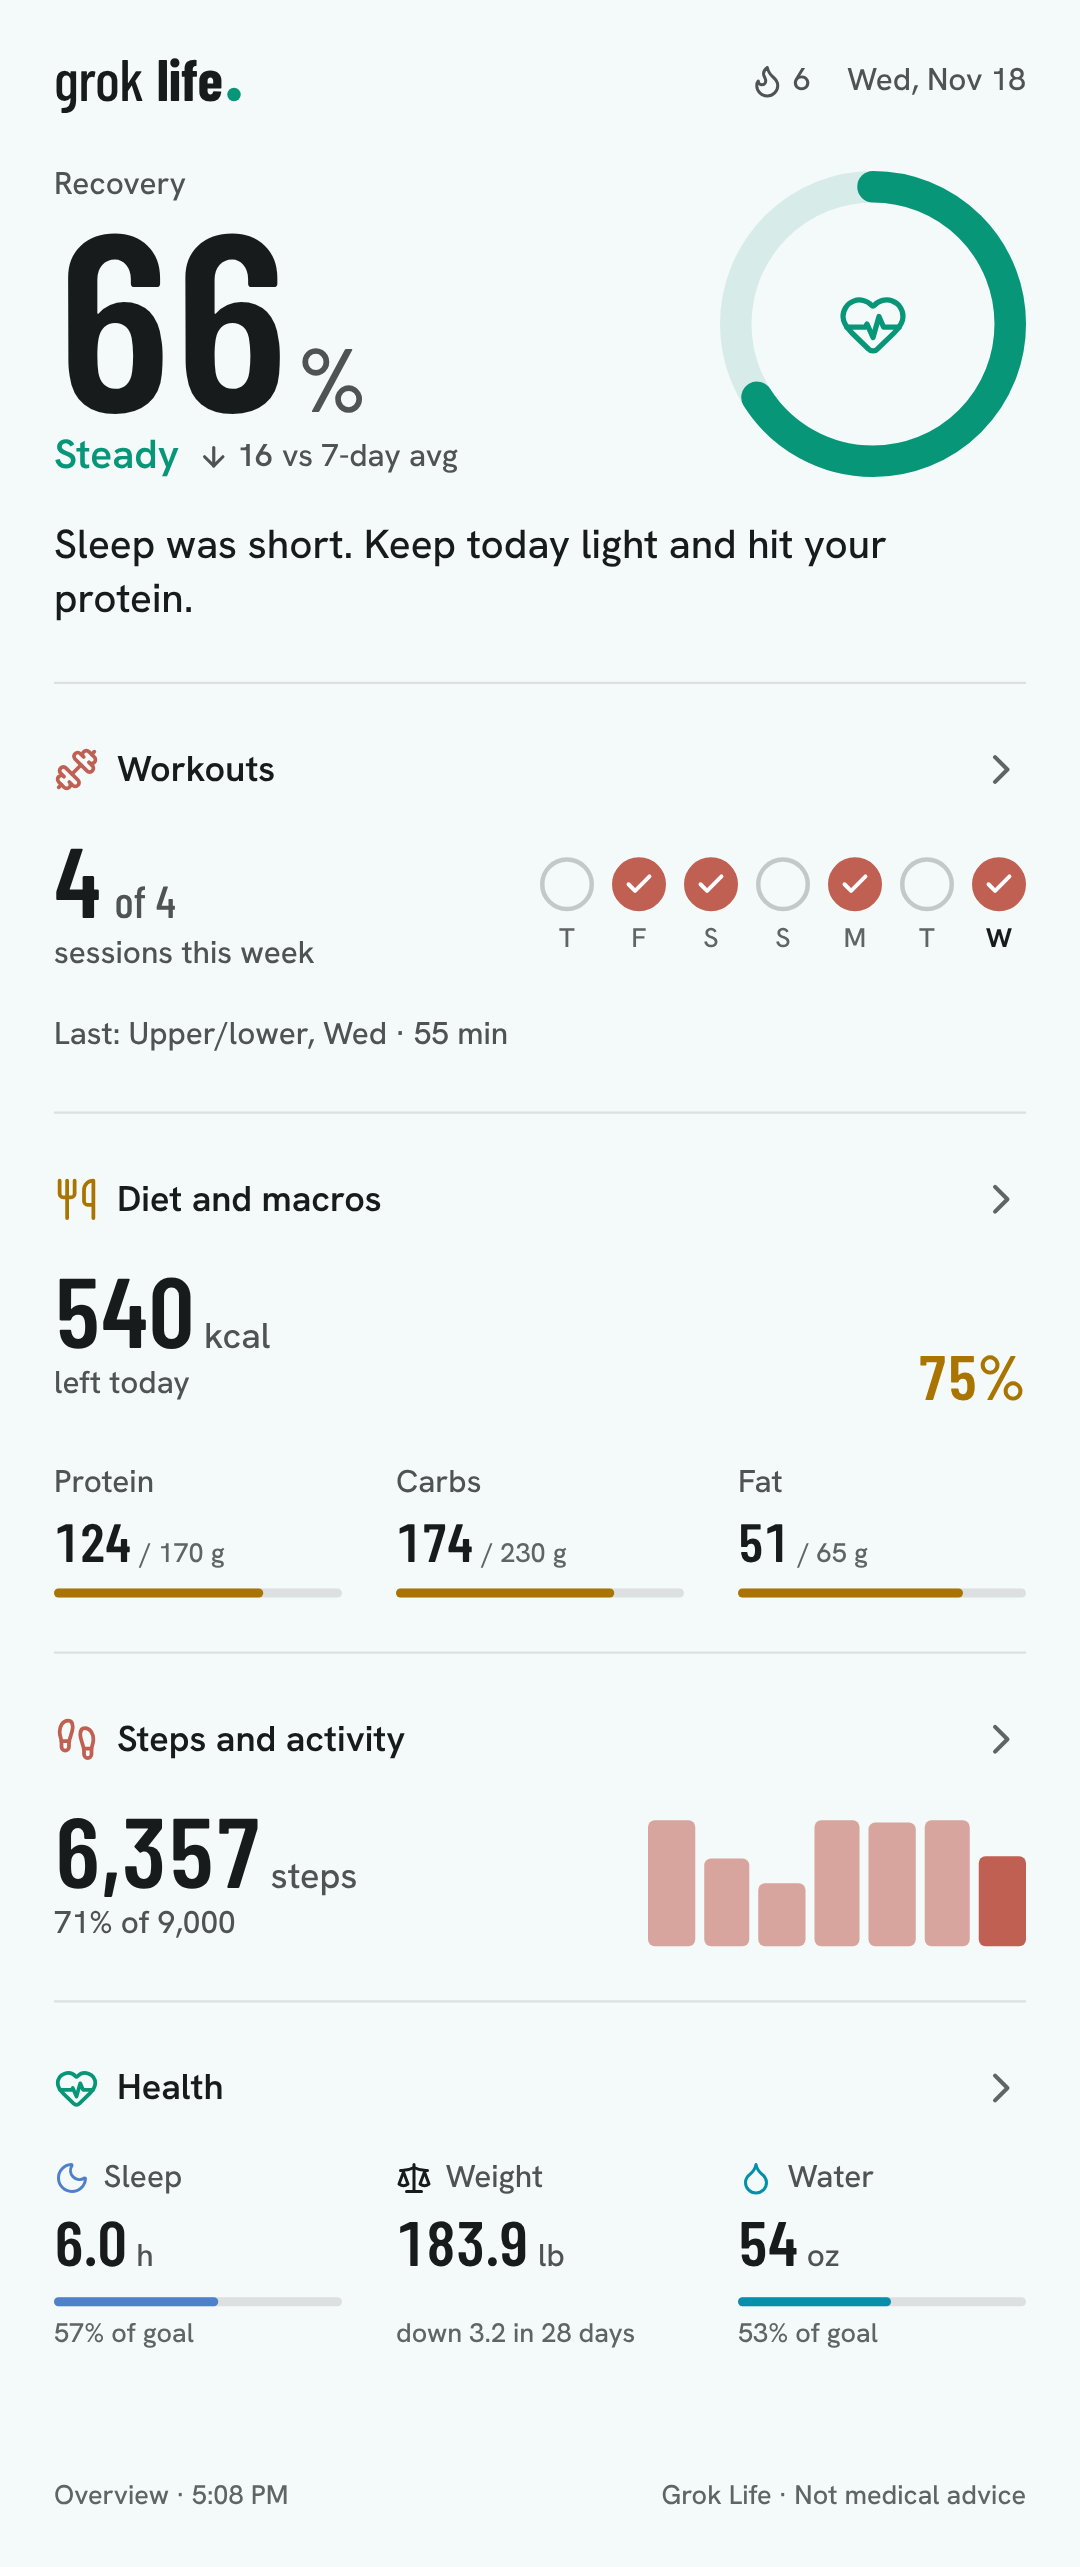 grok life.
6 Wed, Nov 18
Recovery
66 %
Steady ↓ 16 vs 7-day avg
Sleep was short. Keep today light and hit your
protein.
Workouts
4 of 4
sessions this week
T F S S M T W
Last: Upper/lower, Wed · 55 min
Diet and macros
540 kcal
left today
75%
Protein Carbs Fat
124 / 170 g 174 / 230 g 51 / 65 g
Steps and activity
6,357 steps
71% of 9,000
Health
Sleep Weight Water
6.0 h 183.9 lb 54 oz
57% of goal down 3.2 in 28 days 53% of goal
Overview · 5:08 PM Grok Life · Not medical advice